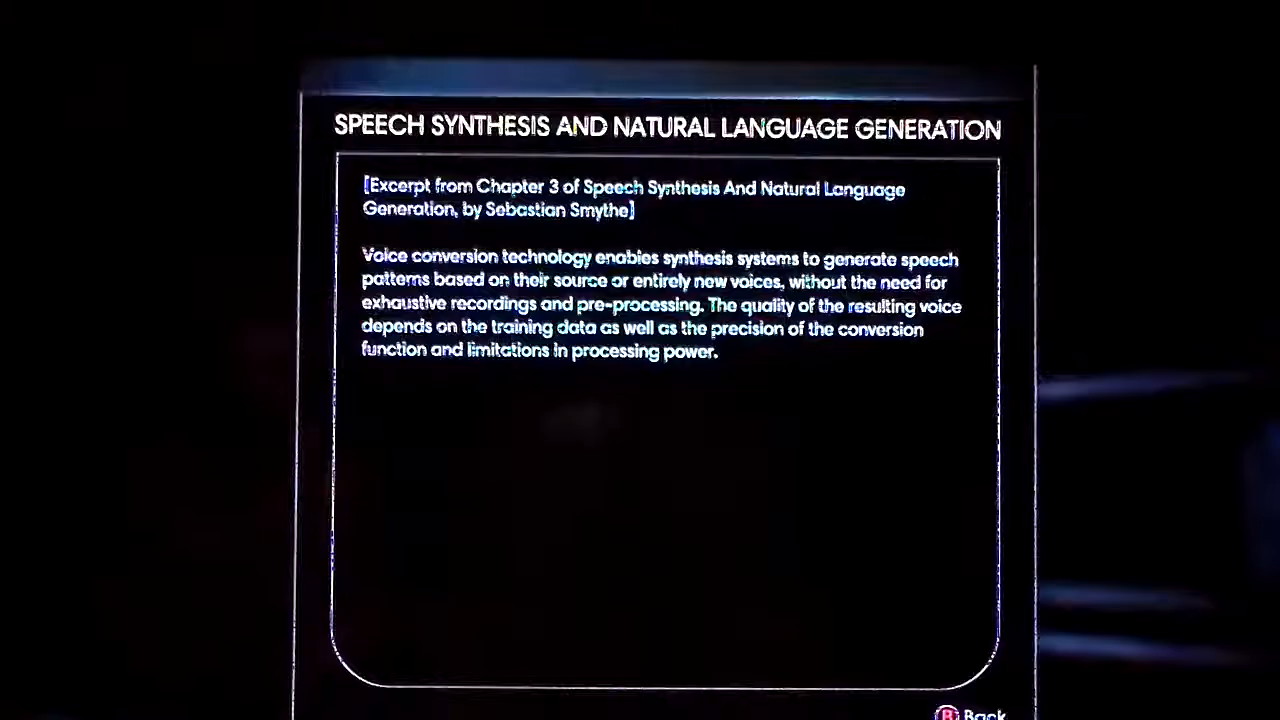 SPEECH SYNTHESIS AND NATURAL LANGUAGE GENERATION
[Excerpt from Chapter 3 of Speech Synthesis And Natural Language
Generation, by Sebastian Smythe]
Voice conversion technology enables synthesis systems to generate speech
patterns based on their source or entirely new voices, without the need for
exhaustive recordings and pre-processing. The quality of the resulting voice
depends on the training data as well as the precision of the conversion
function and limitations in processing power.
B Back